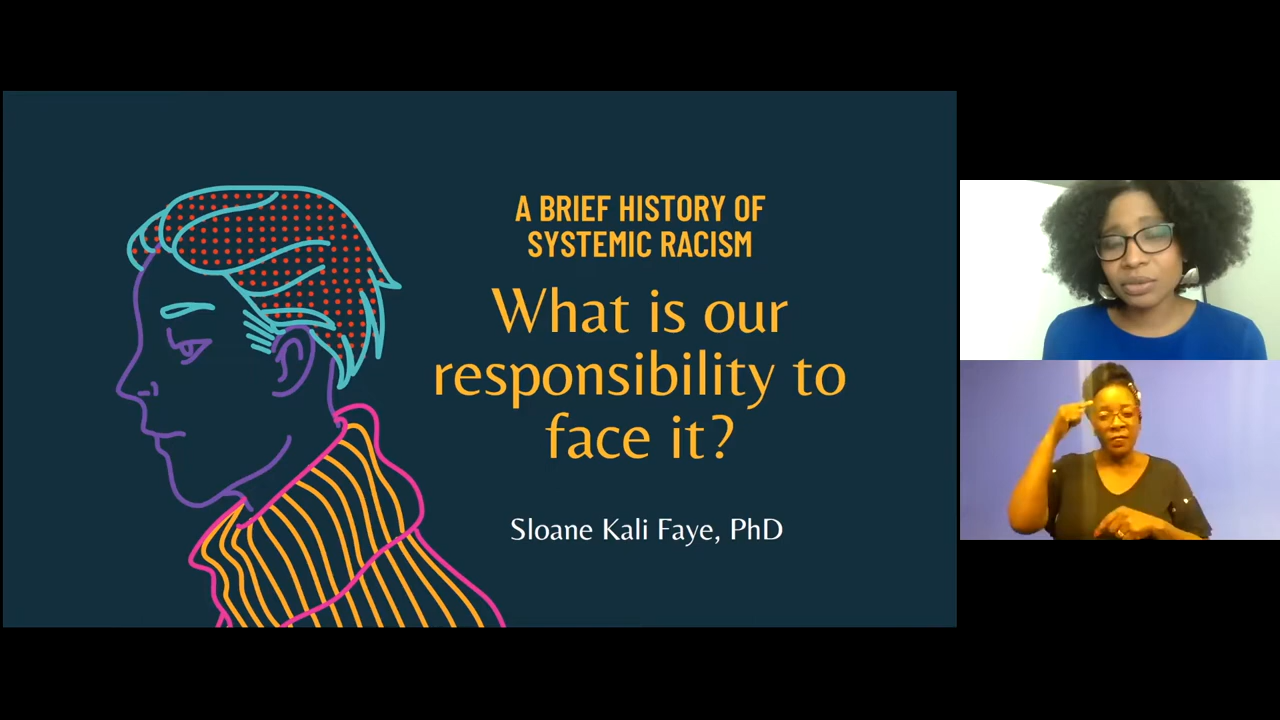 A BRIEF HISTORY OF
SYSTEMIC RACISM
What is our
responsibility to
face it?
Sloane Kali Faye, PhD